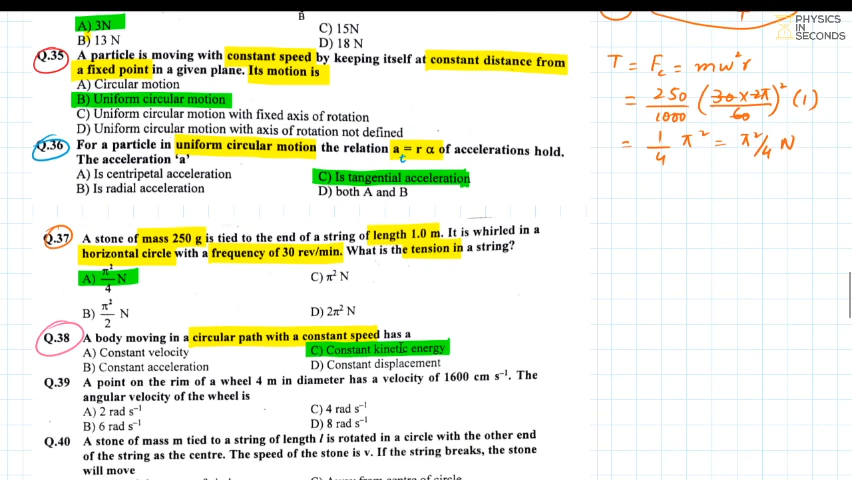 B
A) 3N
C) 15N
B) 13 N
D) 18 N
Q.35 A particle is moving with constant speed by keeping itself at constant distance from
a fixed point in a given plane. Its motion is
A) Circular motion
B) Uniform circular motion
C) Uniform circular motion with fixed axis of rotation
D) Uniform circular motion with axis of rotation not defined
Q.36 For a particle in uniform circular motion the relation a = r α of accelerations hold.
t
The acceleration 'a'
A) Is centripetal acceleration
C) Is tangential acceleration
B) Is radial acceleration
D) both A and B
Q.37 A stone of mass 250 g is tied to the end of a string of length 1.0 m. It is whirled in a
horizontal circle with a frequency of 30 rev/min. What is the tension in a string?
A) π²/4 N
C) π² N
B) π²/2 N
D) 2π² N
Q.38 A body moving in a circular path with a constant speed has a
A) Constant velocity
C) Constant kinetic energy
B) Constant acceleration
D) Constant displacement
Q.39 A point on the rim of a wheel 4 m in diameter has a velocity of 1600 cm s⁻¹. The
angular velocity of the wheel is
A) 2 rad s⁻¹
C) 4 rad s⁻¹
B) 6 rad s⁻¹
D) 8 rad s⁻¹
Q.40 A stone of mass m tied to a string of length l is rotated in a circle with the other end
of the string as the centre. The speed of the stone is v. If the string breaks, the stone
will move
PHYSICS
IN
SECONDS
T = Fc = mω²r
= 250/1000 (30 × 2π/60)² (1)
= 1/4 π² = π²/4 N